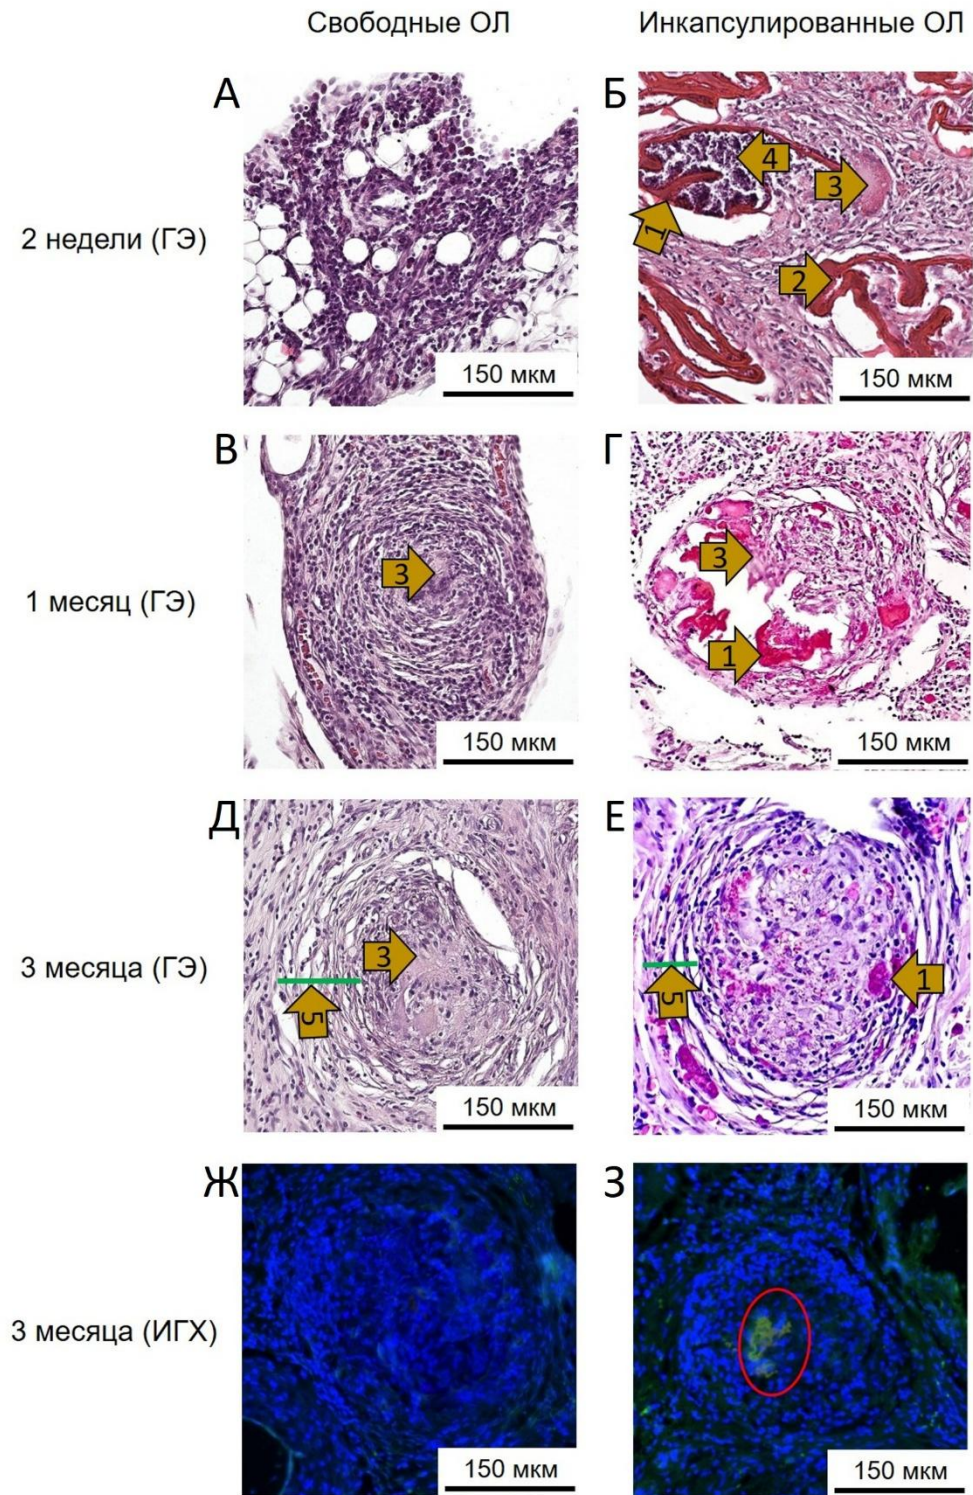 Свободные ОЛ
Инкапсулированные ОЛ
2 недели (ГЭ)
А
150 мкм
Б
4
3
1
2
150 мкм
1 месяц (ГЭ)
В
3
150 мкм
Г
3
1
150 мкм
3 месяца (ГЭ)
Д
3
5
150 мкм
Е
1
5
150 мкм
3 месяца (ИГХ)
Ж
150 мкм
З
150 мкм